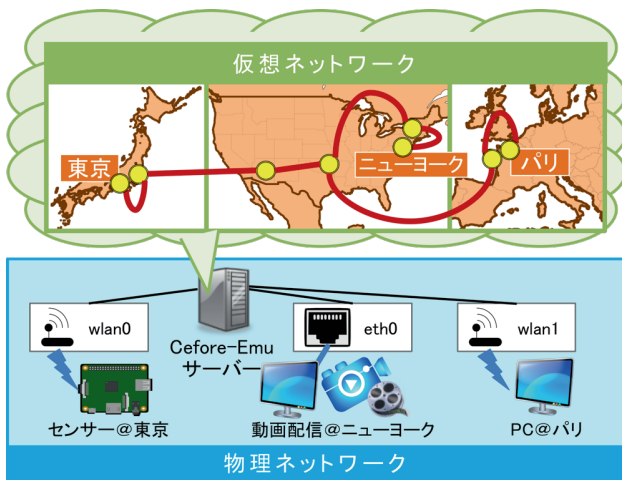 仮想ネットワーク
東京
ニューヨーク
パリ
wlan0
Cefore-Emu
サーバー
eth0
wlan1
センサー@東京
動画配信@ニューヨーク
PC@パリ
物理ネットワーク